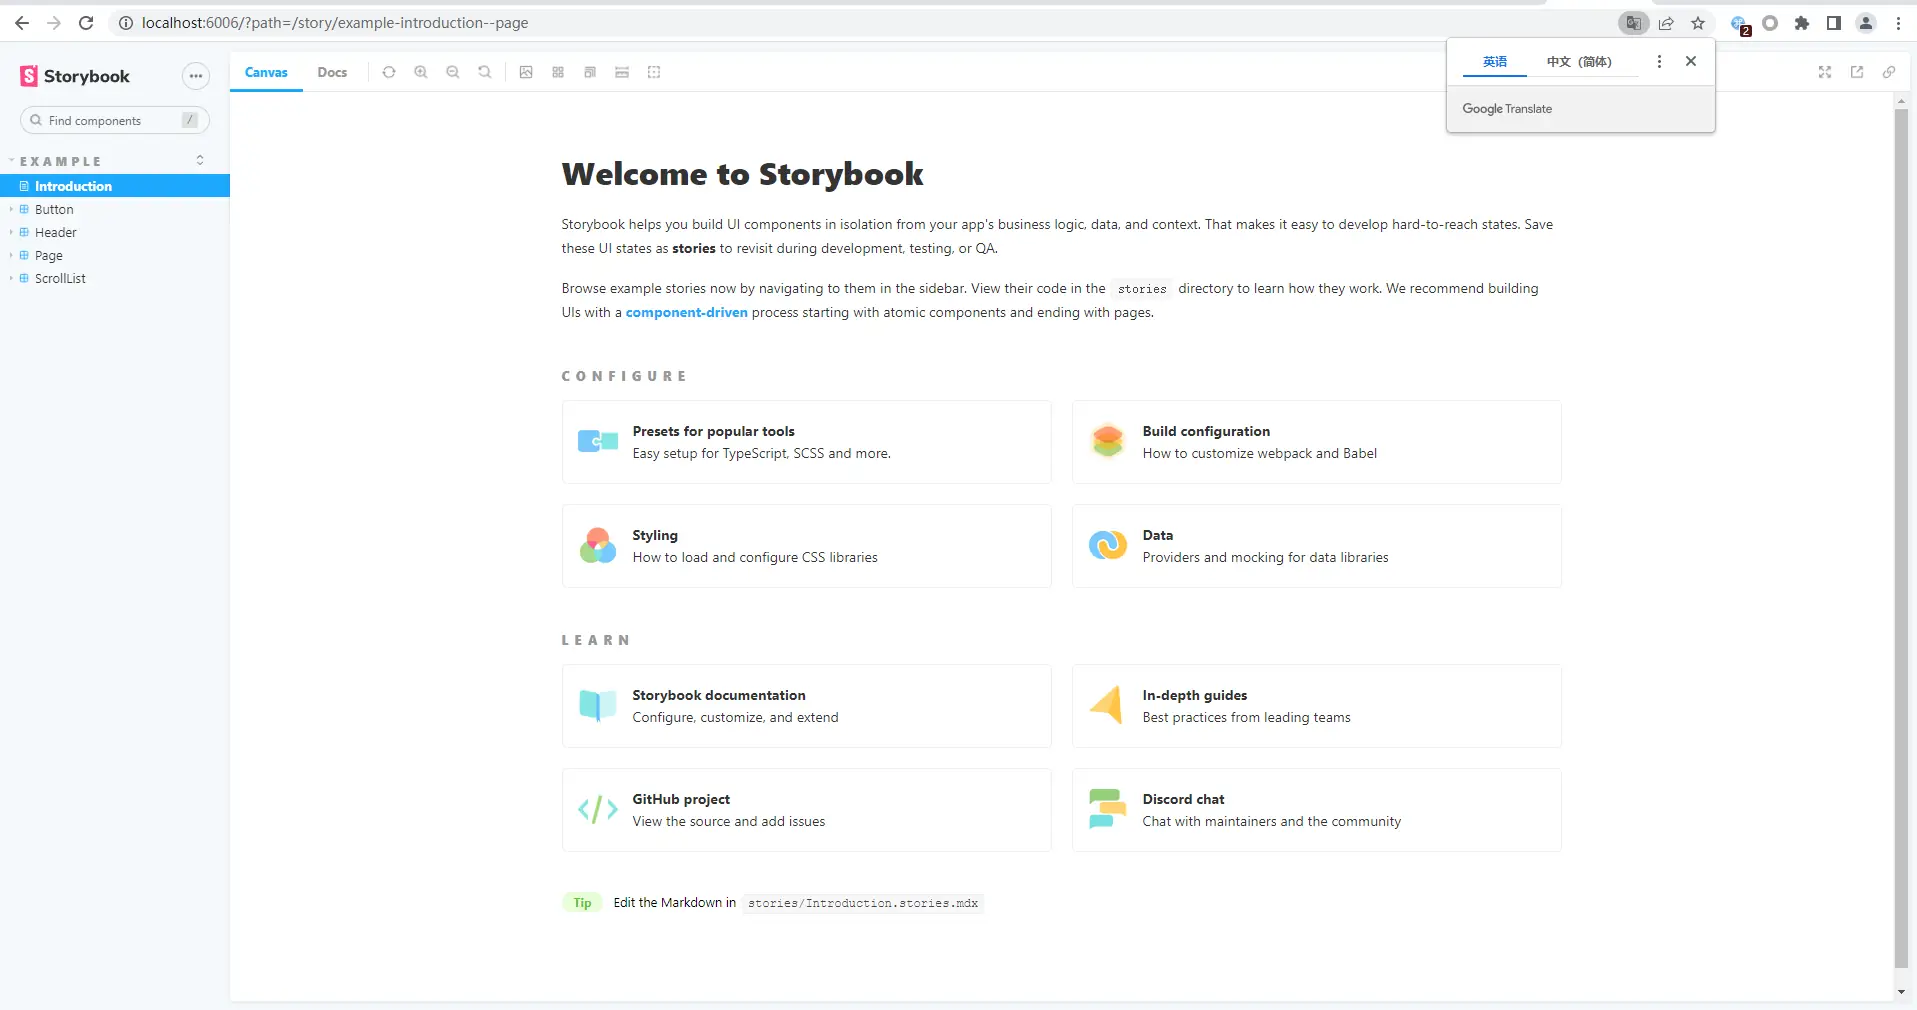 localhost:6006/?path=/story/example-introduction--page
2
英语
中文（简体）
Google Translate
Storybook
Find components
/
EXAMPLE
Introduction
Button
Header
Page
ScrollList
Canvas
Docs
Welcome to Storybook
Storybook helps you build UI components in isolation from your app's business logic, data, and context. That makes it easy to develop hard-to-reach states. Save
these UI states as stories to revisit during development, testing, or QA.
Browse example stories now by navigating to them in the sidebar. View their code in the stories directory to learn how they work. We recommend building
UIs with a component-driven process starting with atomic components and ending with pages.
CONFIGURE
Presets for popular tools
Easy setup for TypeScript, SCSS and more.
Build configuration
How to customize webpack and Babel
Styling
How to load and configure CSS libraries
Data
Providers and mocking for data libraries
LEARN
Storybook documentation
Configure, customize, and extend
In-depth guides
Best practices from leading teams
GitHub project
View the source and add issues
Discord chat
Chat with maintainers and the community
Tip
Edit the Markdown in stories/Introduction.stories.mdx